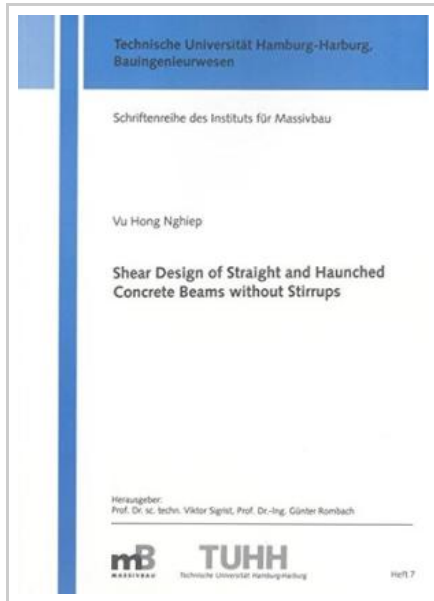 Technische Universität Hamburg-Harburg,
Bauingenieurwesen
Schriftenreihe des Instituts für Massivbau
Vu Hong Nghiep
Shear Design of Straight and Haunched
Concrete Beams without Stirrups
Herausgeber:
Prof. Dr. sc. techn. Viktor Sigrist, Prof. Dr.-Ing. Günter Rombach
mB
MASSIVBAU
TUHH
Technische Universität Hamburg-Harburg
Heft 7